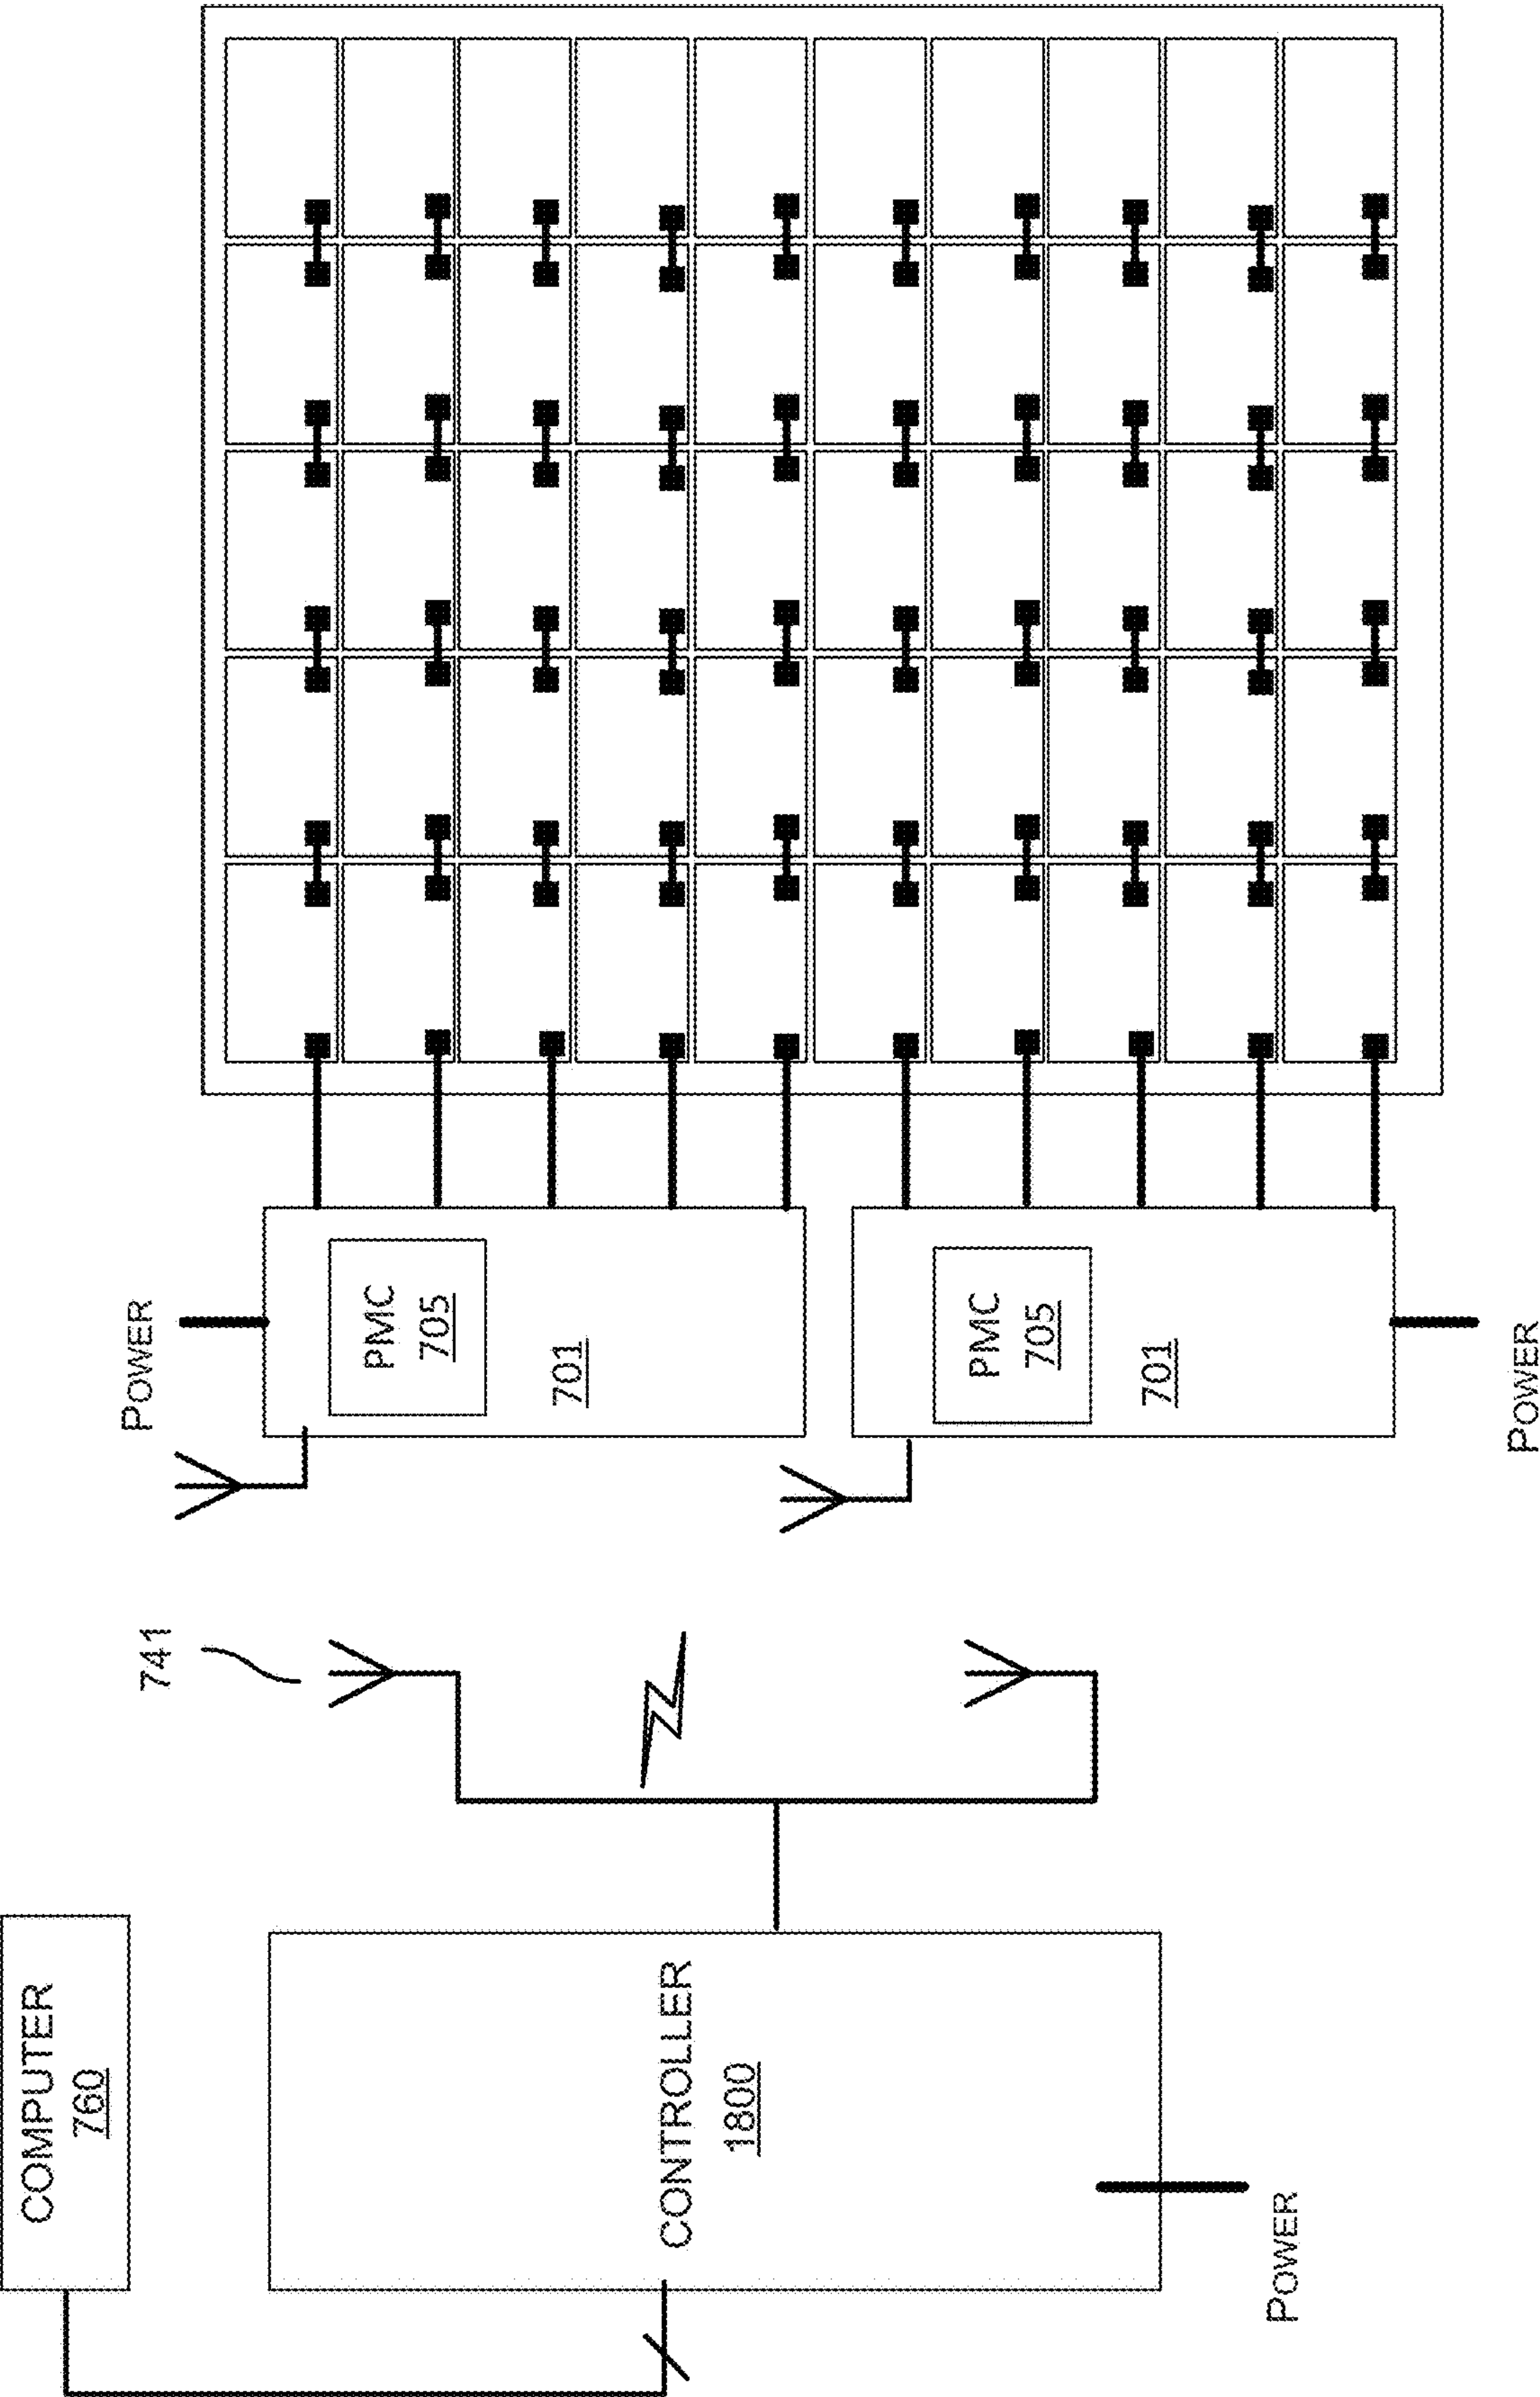 COMPUTER
760
CONTROLLER
1800
POWER
741
POWER
PMC
705
701
PMC
705
701
POWER